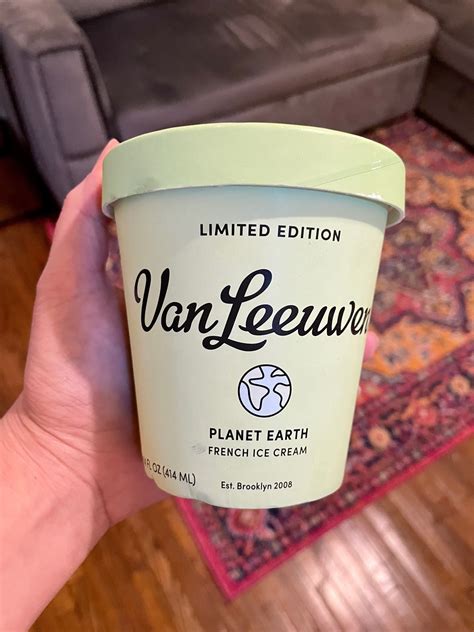 LIMITED EDITION
Van Leeuwen
PLANET EARTH
FRENCH ICE CREAM
FL OZ (414 ML)
Est. Brooklyn 2008